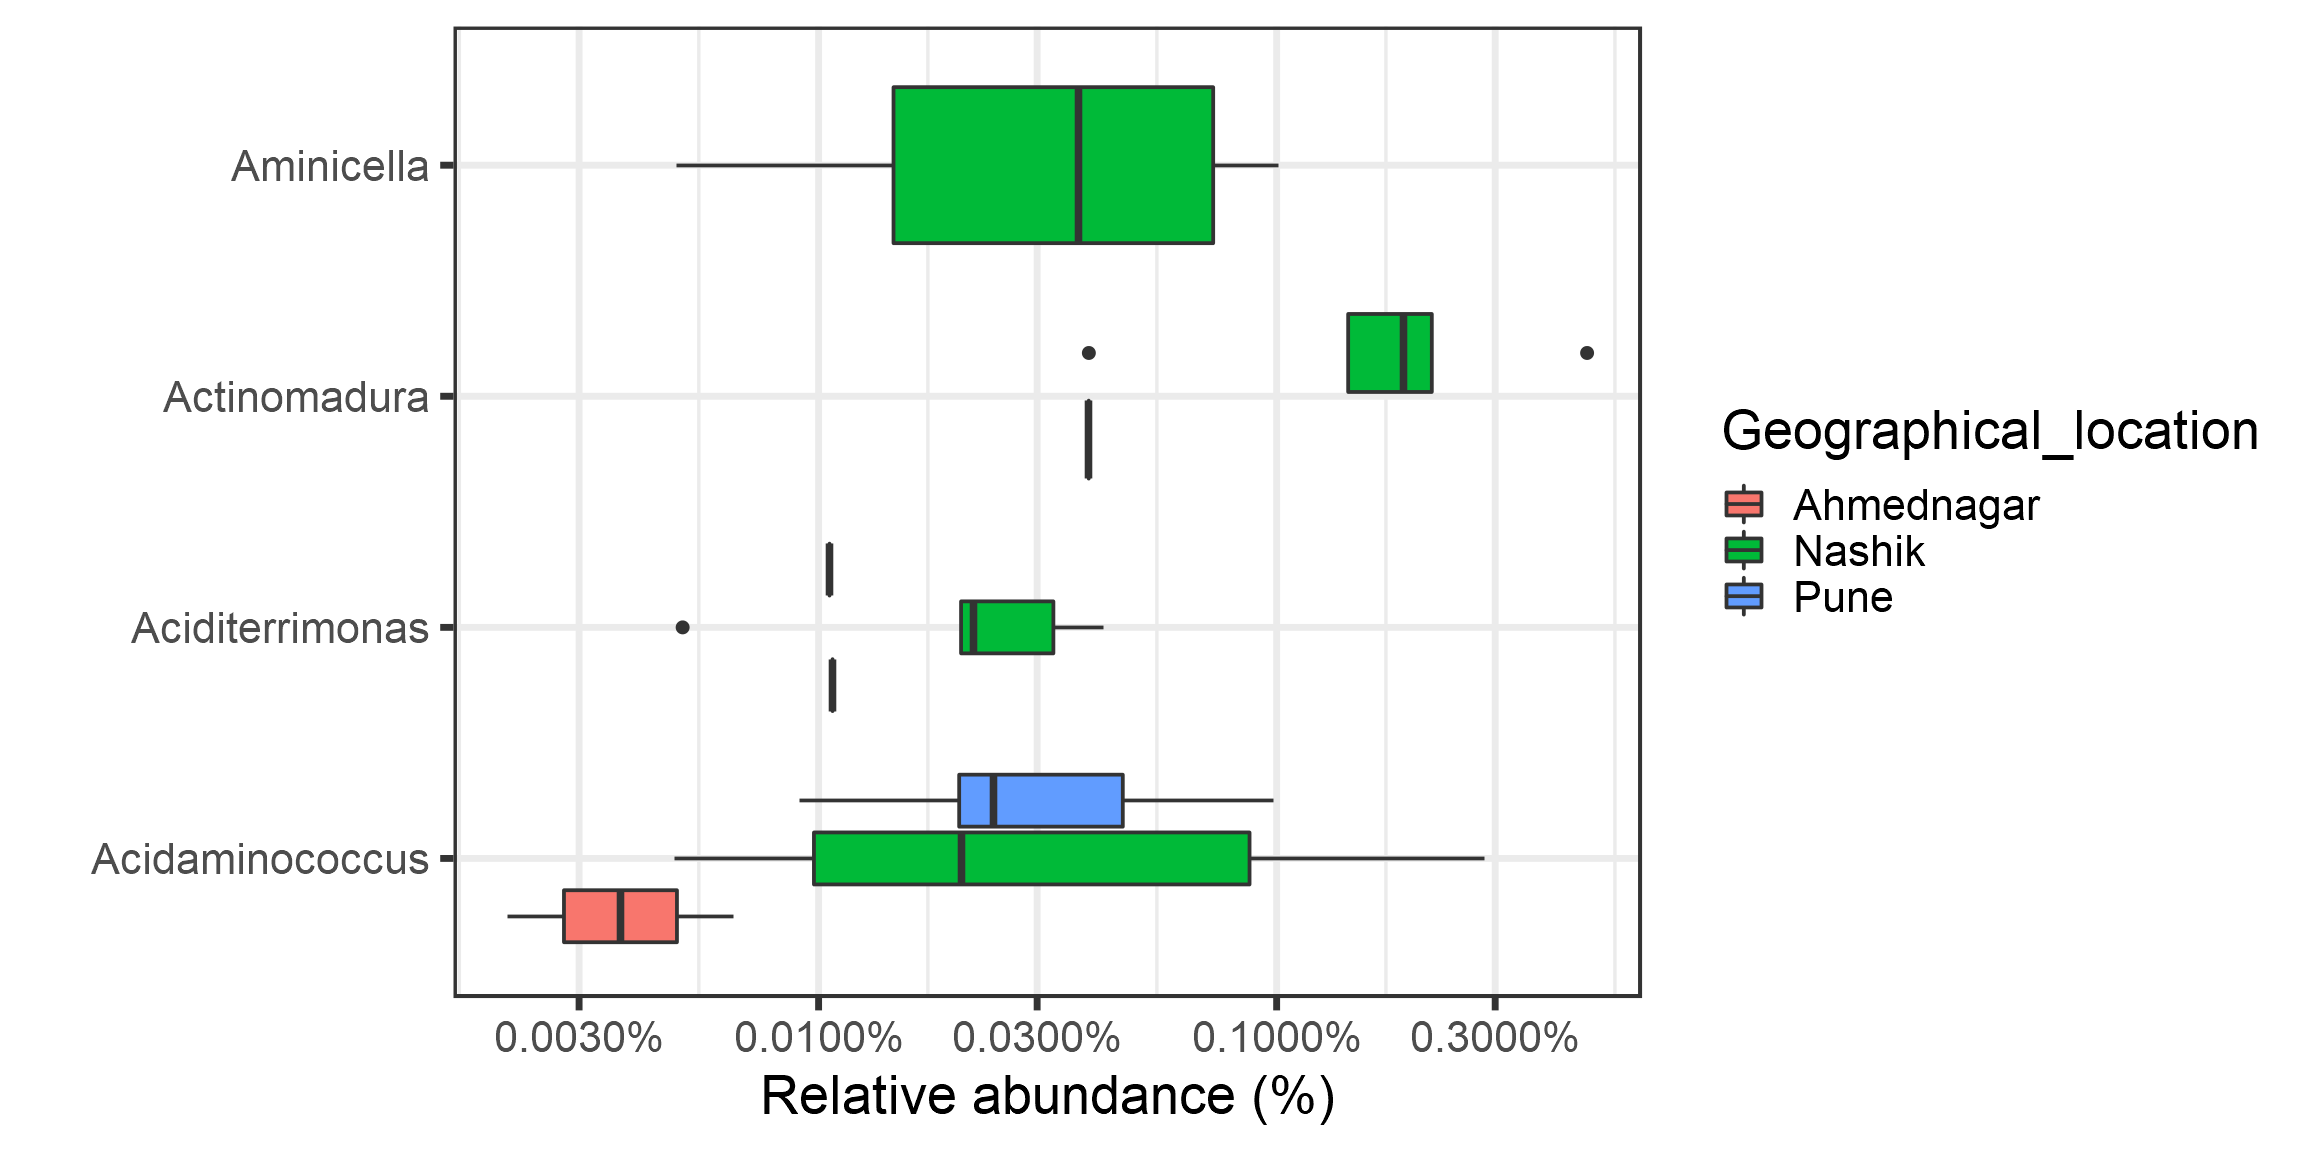 Aminicella
Actinomadura
Aciditerrimonas
Acidaminococcus
0.0030% 0.0100% 0.0300% 0.1000% 0.3000%
Relative abundance (%)
Geographical_location
Ahmednagar
Nashik
Pune